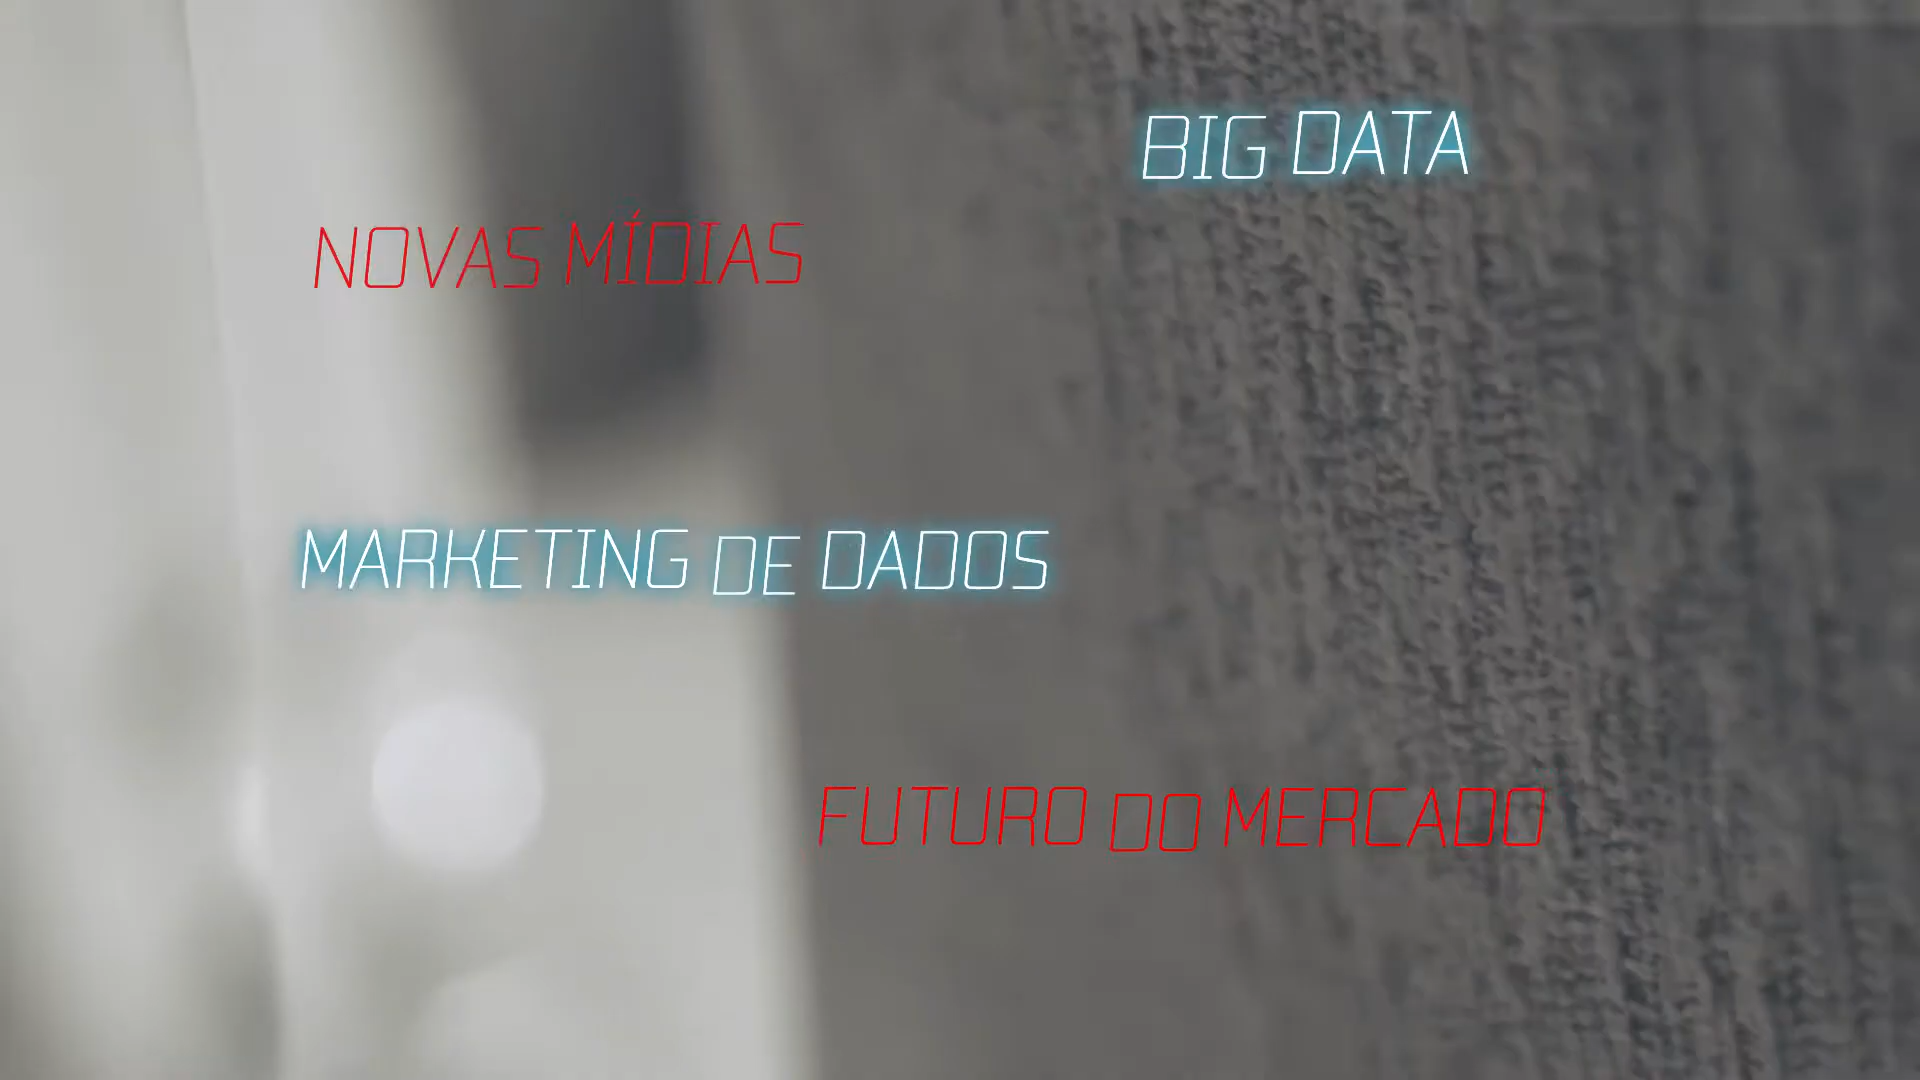 BIG DATA
NOVAS MÍDIAS
MARKETING DE DADOS
FUTURO DO MERCADO